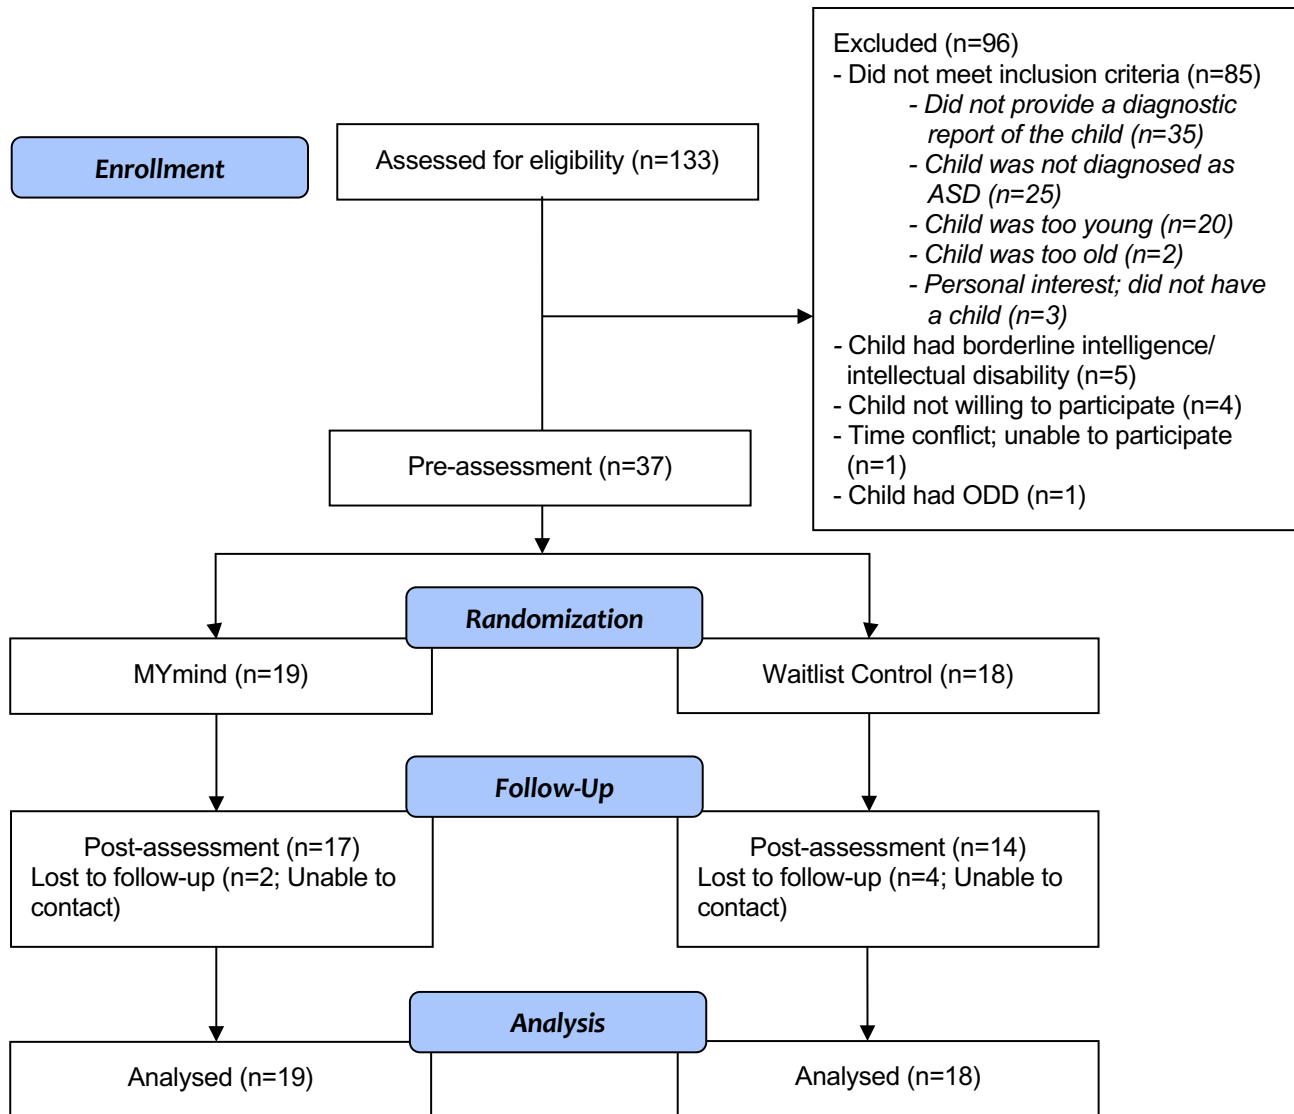 Enrollment
Assessed for eligibility (n=133)
Excluded (n=96)
- Did not meet inclusion criteria (n=85)
- Did not provide a diagnostic
report of the child (n=35)
- Child was not diagnosed as
ASD (n=25)
- Child was too young (n=20)
- Child was too old (n=2)
- Personal interest; did not have
a child (n=3)
- Child had borderline intelligence/
intellectual disability (n=5)
- Child not willing to participate (n=4)
- Time conflict; unable to participate
(n=1)
- Child had ODD (n=1)
Pre-assessment (n=37)
Randomization
MYmind (n=19)
Waitlist Control (n=18)
Follow-Up
Post-assessment (n=17)
Lost to follow-up (n=2; Unable to
contact)
Post-assessment (n=14)
Lost to follow-up (n=4; Unable to
contact)
Analysis
Analysed (n=19)
Analysed (n=18)